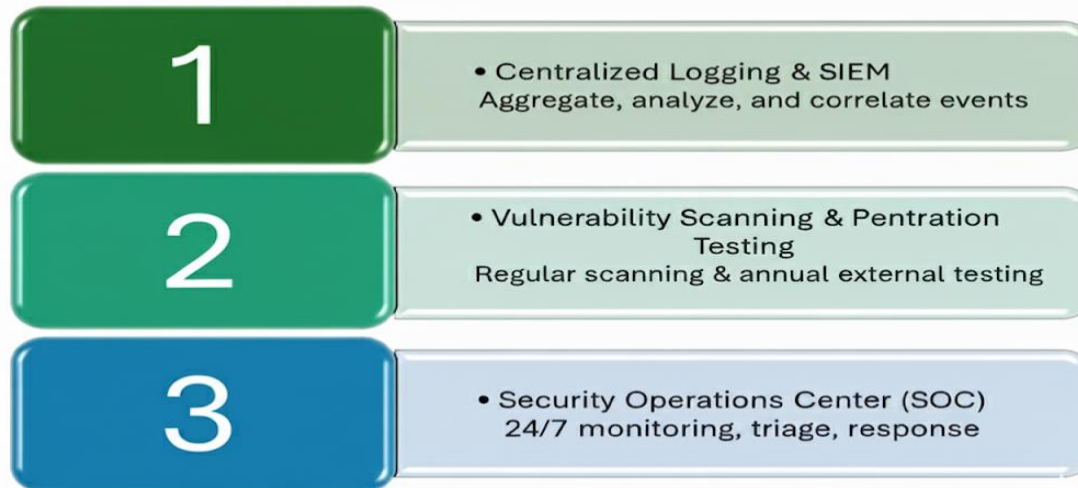 1
• Centralized Logging & SIEM
Aggregate, analyze, and correlate events
2
• Vulnerability Scanning & Pentration
Testing
Regular scanning & annual external testing
3
• Security Operations Center (SOC)
24/7 monitoring, triage, response